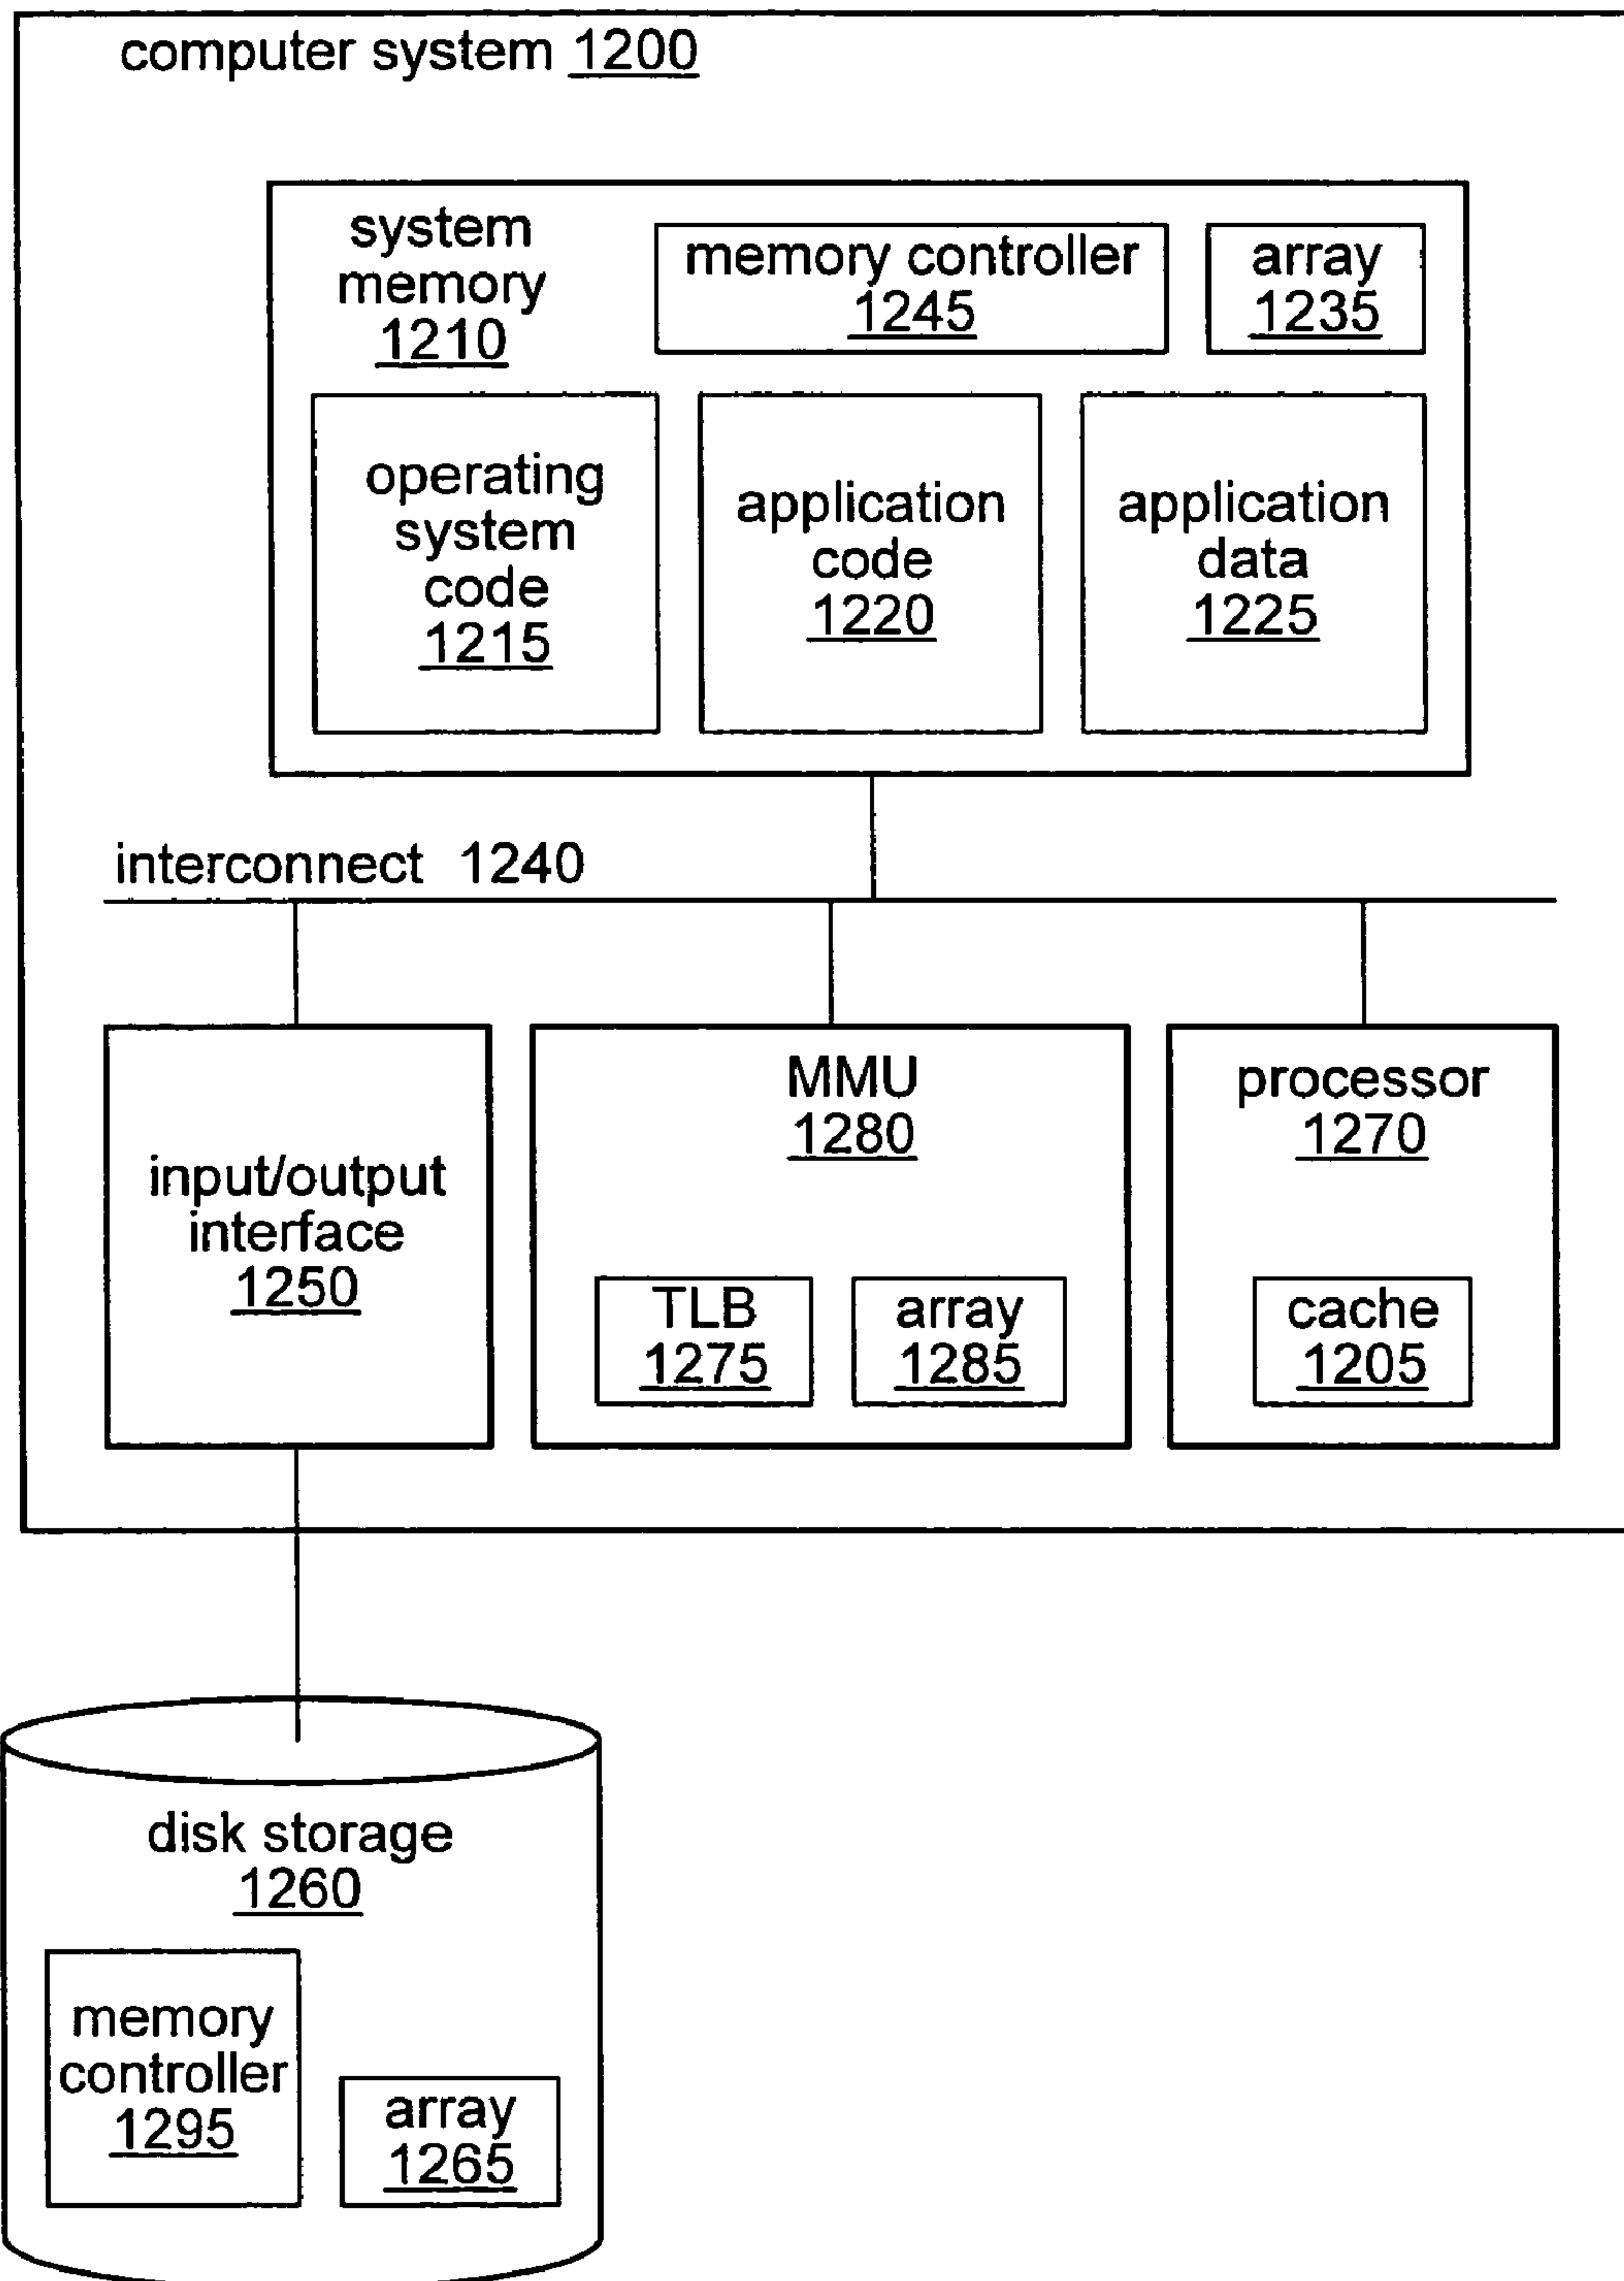 computer system 1200
system
memory
1210
memory controller
1245
array
1235
operating
system
code
1215
application
code
1220
application
data
1225
interconnect 1240
input/output
interface
1250
MMU
1280
TLB
1275
array
1285
processor
1270
cache
1205
disk storage
1260
memory
controller
1295
array
1265